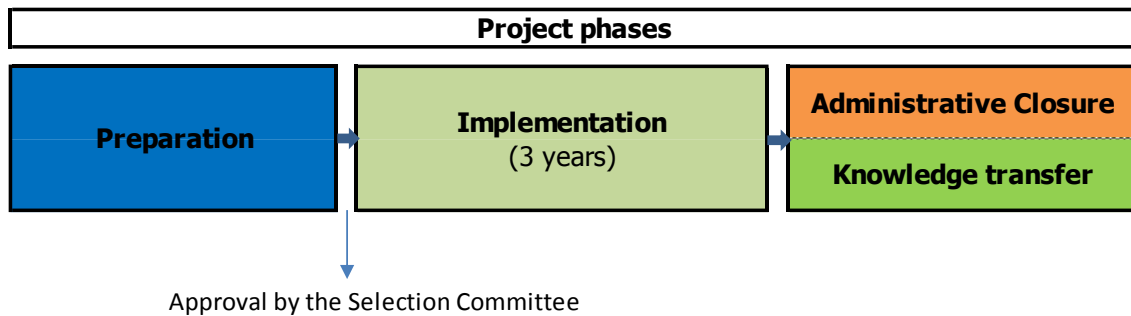 Project phases
Preparation
Implementation
(3 years)
Administrative Closure
Knowledge transfer
Approval by the Selection Committee